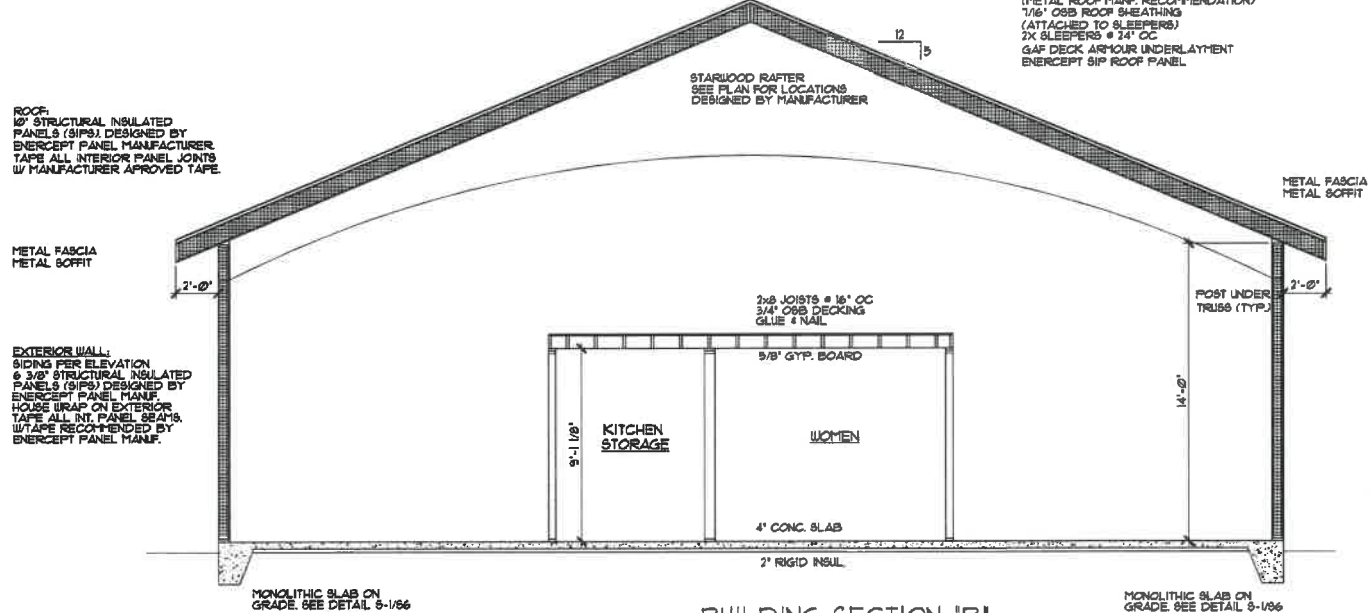 (METAL ROOF MANF. RECOMMENDATION)
7/16" OSB ROOF SHEATHING
(ATTACHED TO SLEEPERS)
2X SLEEPERS @ 24" OC
GAF DECK ARMOUR UNDERLAYMENT
ENERCEPT SIP ROOF PANEL
12
5
STARWOOD RAFTER
SEE PLAN FOR LOCATIONS
DESIGNED BY MANUFACTURER
ROOF:
10" STRUCTURAL INSULATED
PANELS (SIPS), DESIGNED BY
ENERCEPT PANEL MANUFACTURER
TAPE ALL INTERIOR PANEL JOINTS
W/ MANUFACTURER APROVED TAPE.
METAL FASCIA
METAL SOFFIT
METAL FASCIA
METAL SOFFIT
2'-0"
2'-0"
POST UNDER
TRUSS (TYP.)
2x8 JOISTS @ 16" OC
3/4" OSB DECKING
GLUE & NAIL
5/8" GYP. BOARD
EXTERIOR WALL:
SIDING PER ELEVATION
6 3/8" STRUCTURAL INSULATED
PANELS (SIPS) DESIGNED BY
ENERCEPT PANEL MANUF.
HOUSE WRAP ON EXTERIOR
TAPE ALL INT. PANEL SEAMS.
W/TAPE RECOMMENDED BY
ENERCEPT PANEL MANUF.
9'-1 1/8"
KITCHEN
STORAGE
WOMEN
14'-0"
4" CONC. SLAB
2" RIGID INSUL.
MONOLITHIC SLAB ON
GRADE. SEE DETAIL S-1/S6
MONOLITHIC SLAB ON
GRADE. SEE DETAIL S-1/S6
BUILDING SECTION "B"